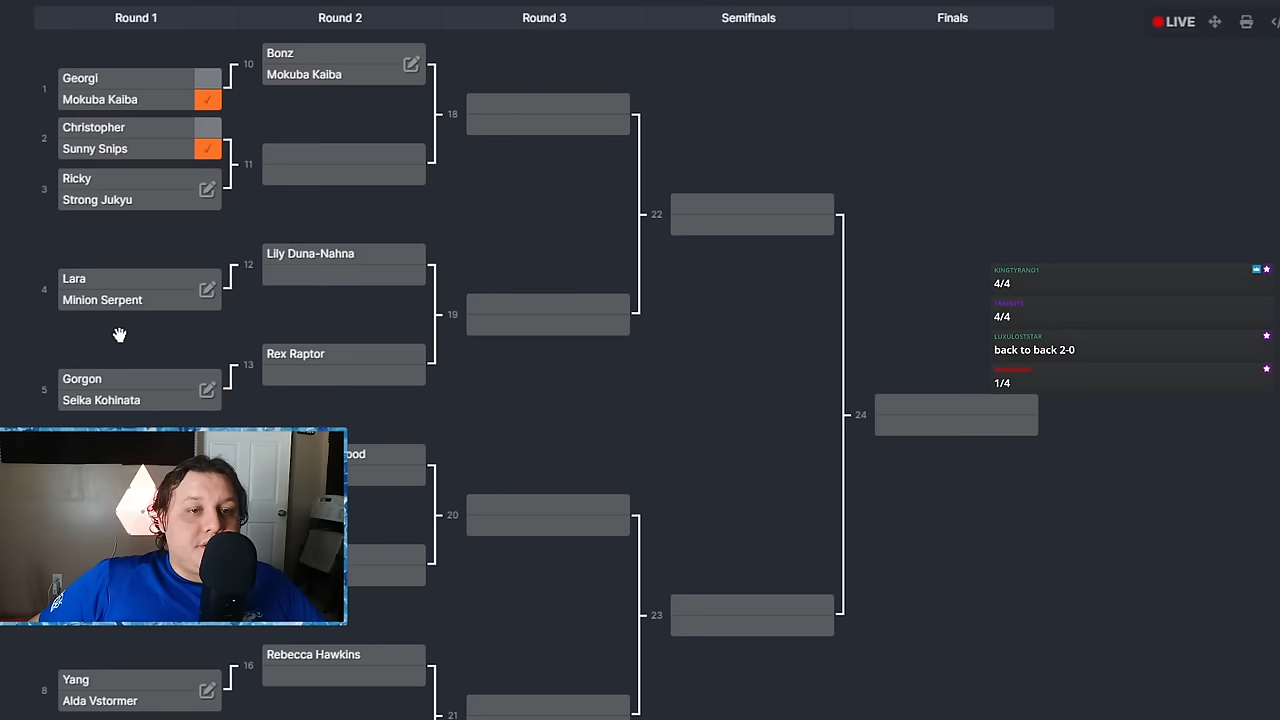 Round 1
Round 2
Round 3
Semifinals
Finals
LIVE
1
Georgi
Mokuba Kaiba
2
Christopher
Sunny Snips
3
Ricky
Strong Jukyu
4
Lara
Minion Serpent
5
Gorgon
Seika Kohinata
8
Yang
Alda Vstormer
10
Bonz
Mokuba Kaiba
11
12
Lily Duna-Nahna
13
Rex Raptor
ood
16
Rebecca Hawkins
18
19
20
21
22
23
24
KINGTYRANO1
4/4
4/4
LUXULOSTSTAR
back to back 2-0
1/4